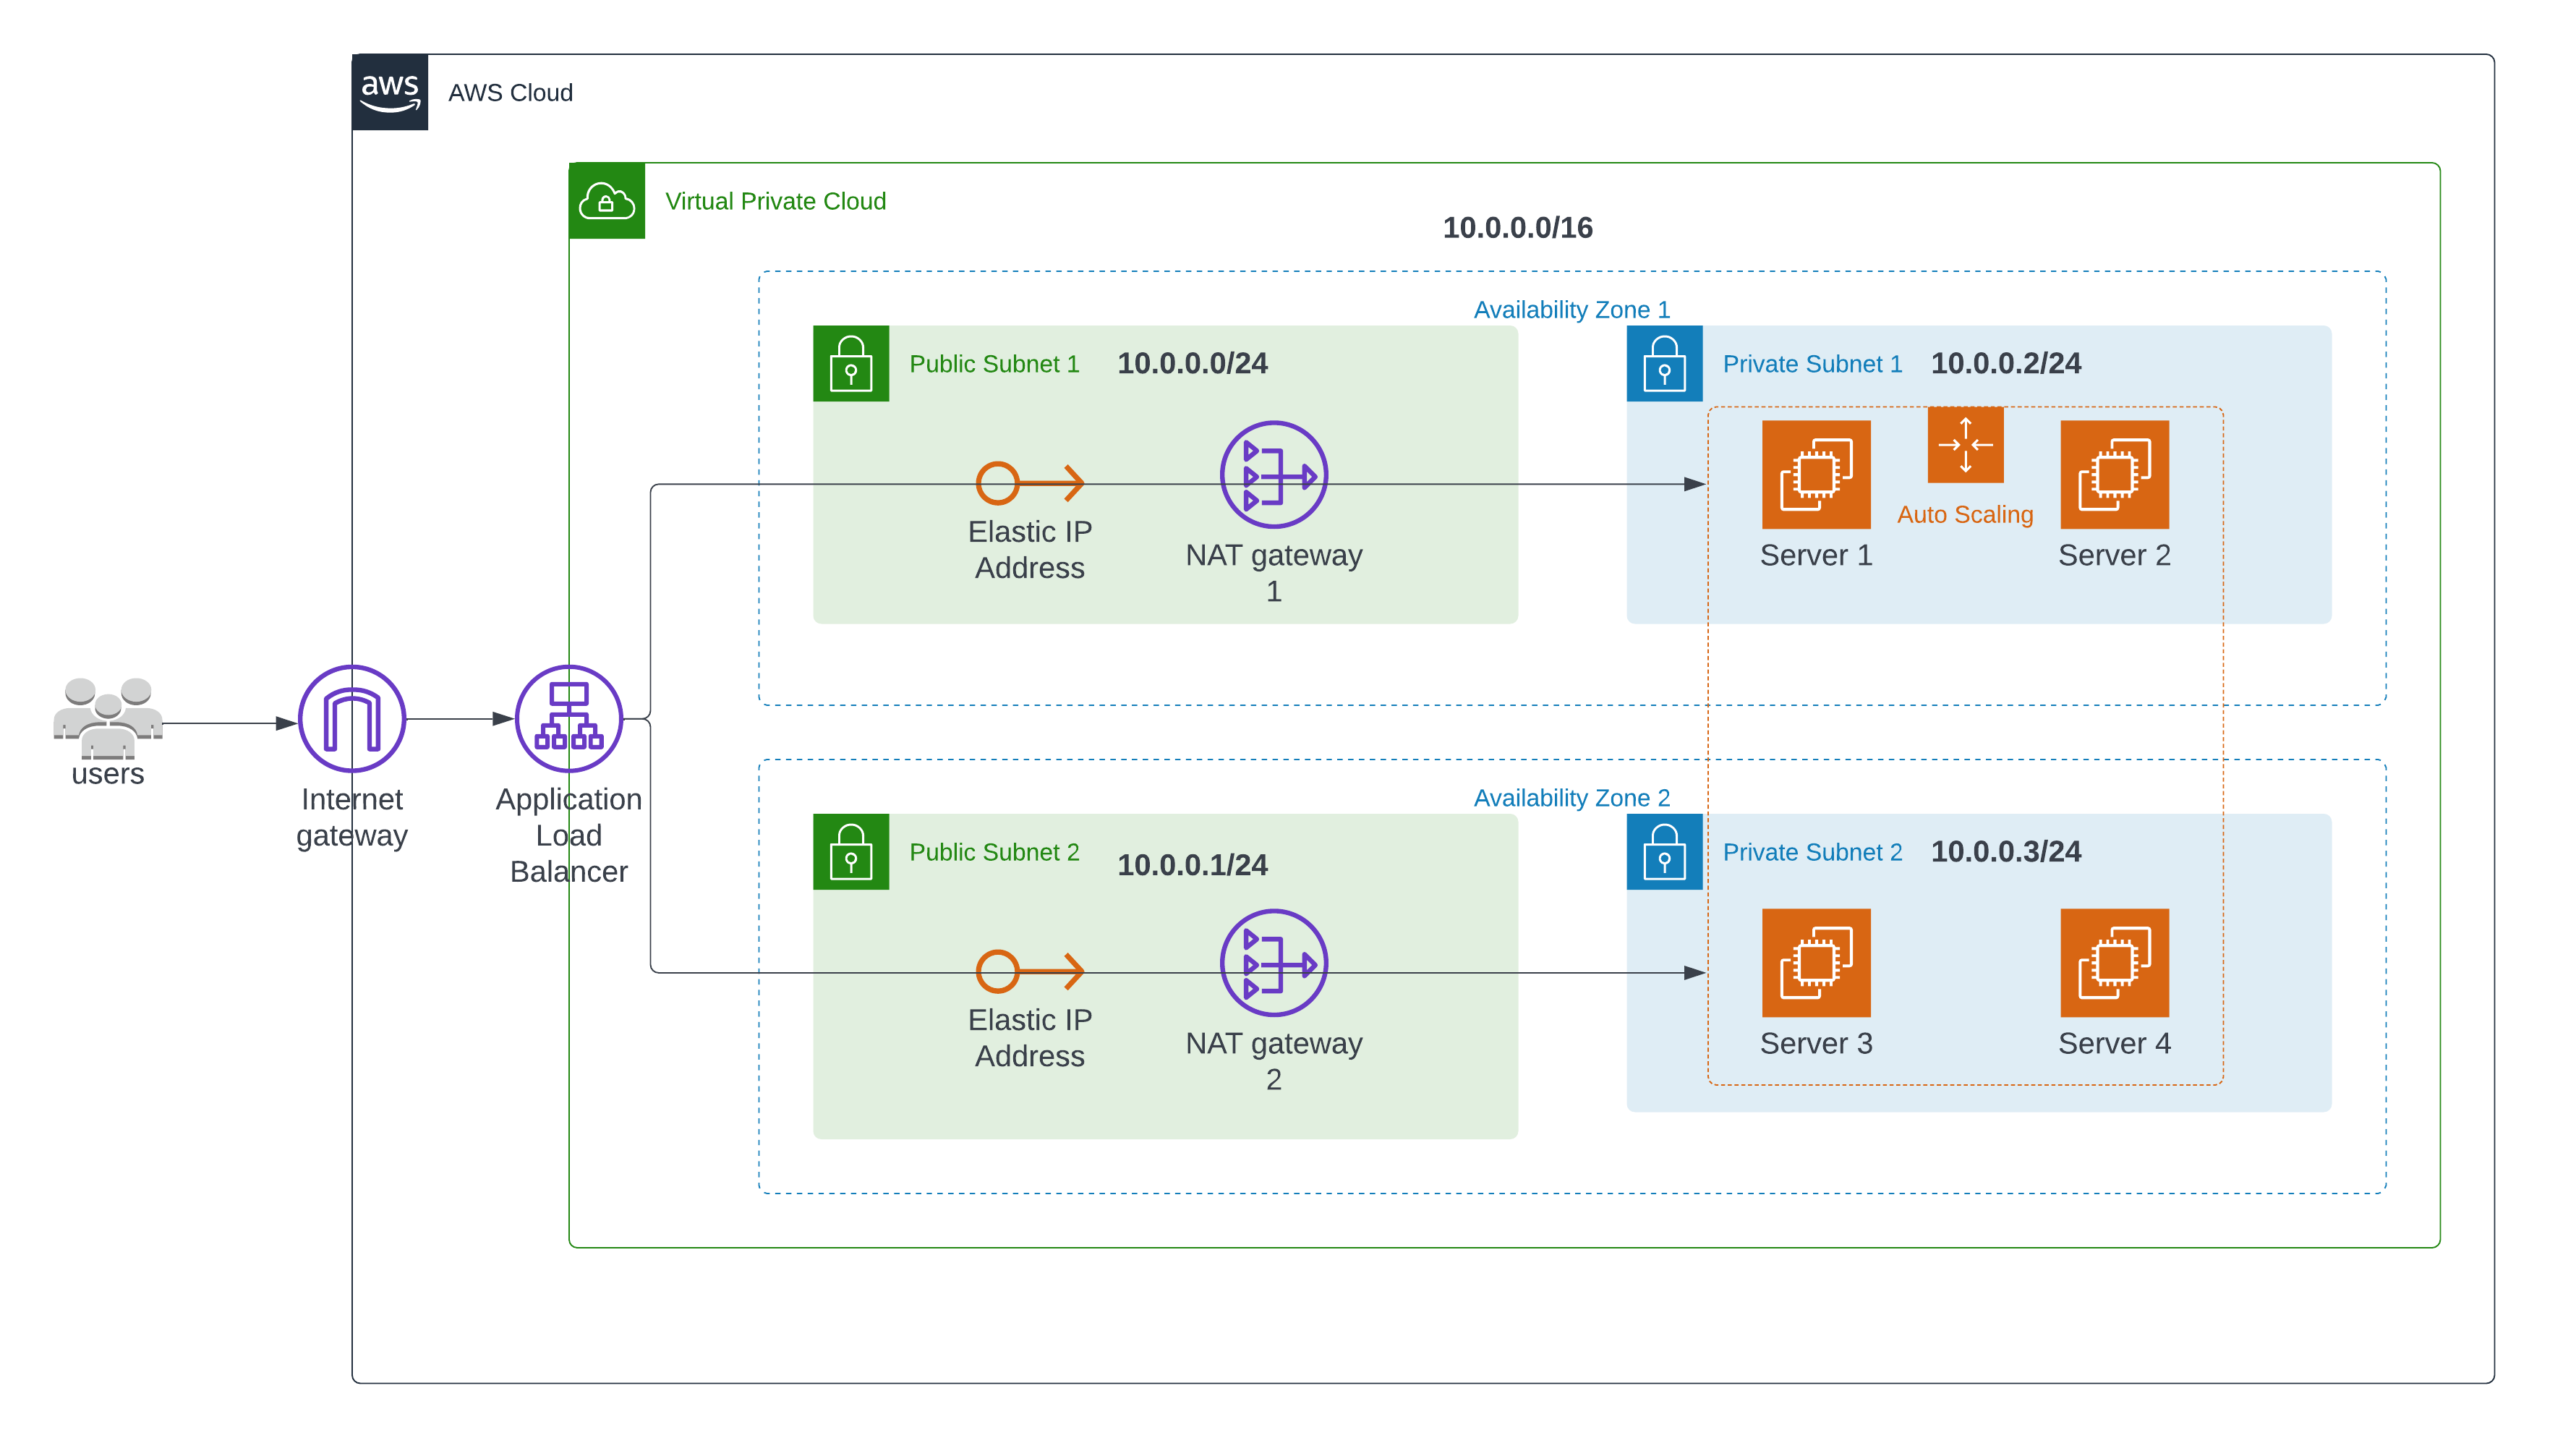 aws
AWS Cloud
Virtual Private Cloud
10.0.0.0/16
Availability Zone 1
Public Subnet 1
10.0.0.0/24
Private Subnet 1
10.0.0.2/24
Elastic IP
Address
NAT gateway
1
Server 1
Auto Scaling
Server 2
users
Internet
gateway
Application
Load
Balancer
Availability Zone 2
Public Subnet 2
10.0.0.1/24
Private Subnet 2
10.0.0.3/24
Elastic IP
Address
NAT gateway
2
Server 3
Server 4